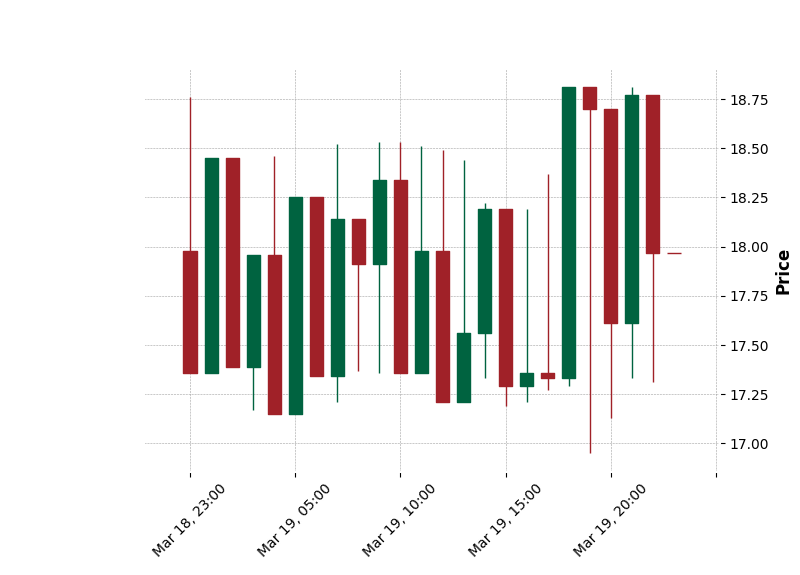 18.75
18.50
18.25
18.00
17.75
17.50
17.25
17.00
Price
Mar 18, 23:00
Mar 19, 05:00
Mar 19, 10:00
Mar 19, 15:00
Mar 19, 20:00